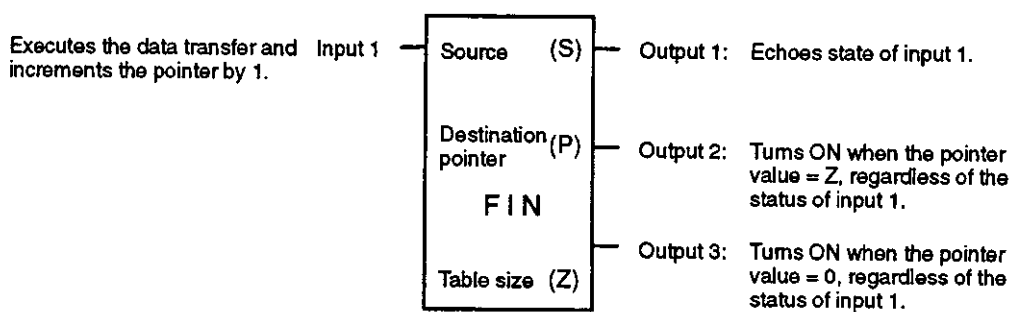 Executes the data transfer and
increments the pointer by 1.
Input 1
Source (S)
Output 1: Echoes state of input 1.
Destination
pointer (P)
Output 2: Turns ON when the pointer
value = Z, regardless of the
status of input 1.
FIN
Table size (Z)
Output 3: Turns ON when the pointer
value = 0, regardless of the
status of input 1.